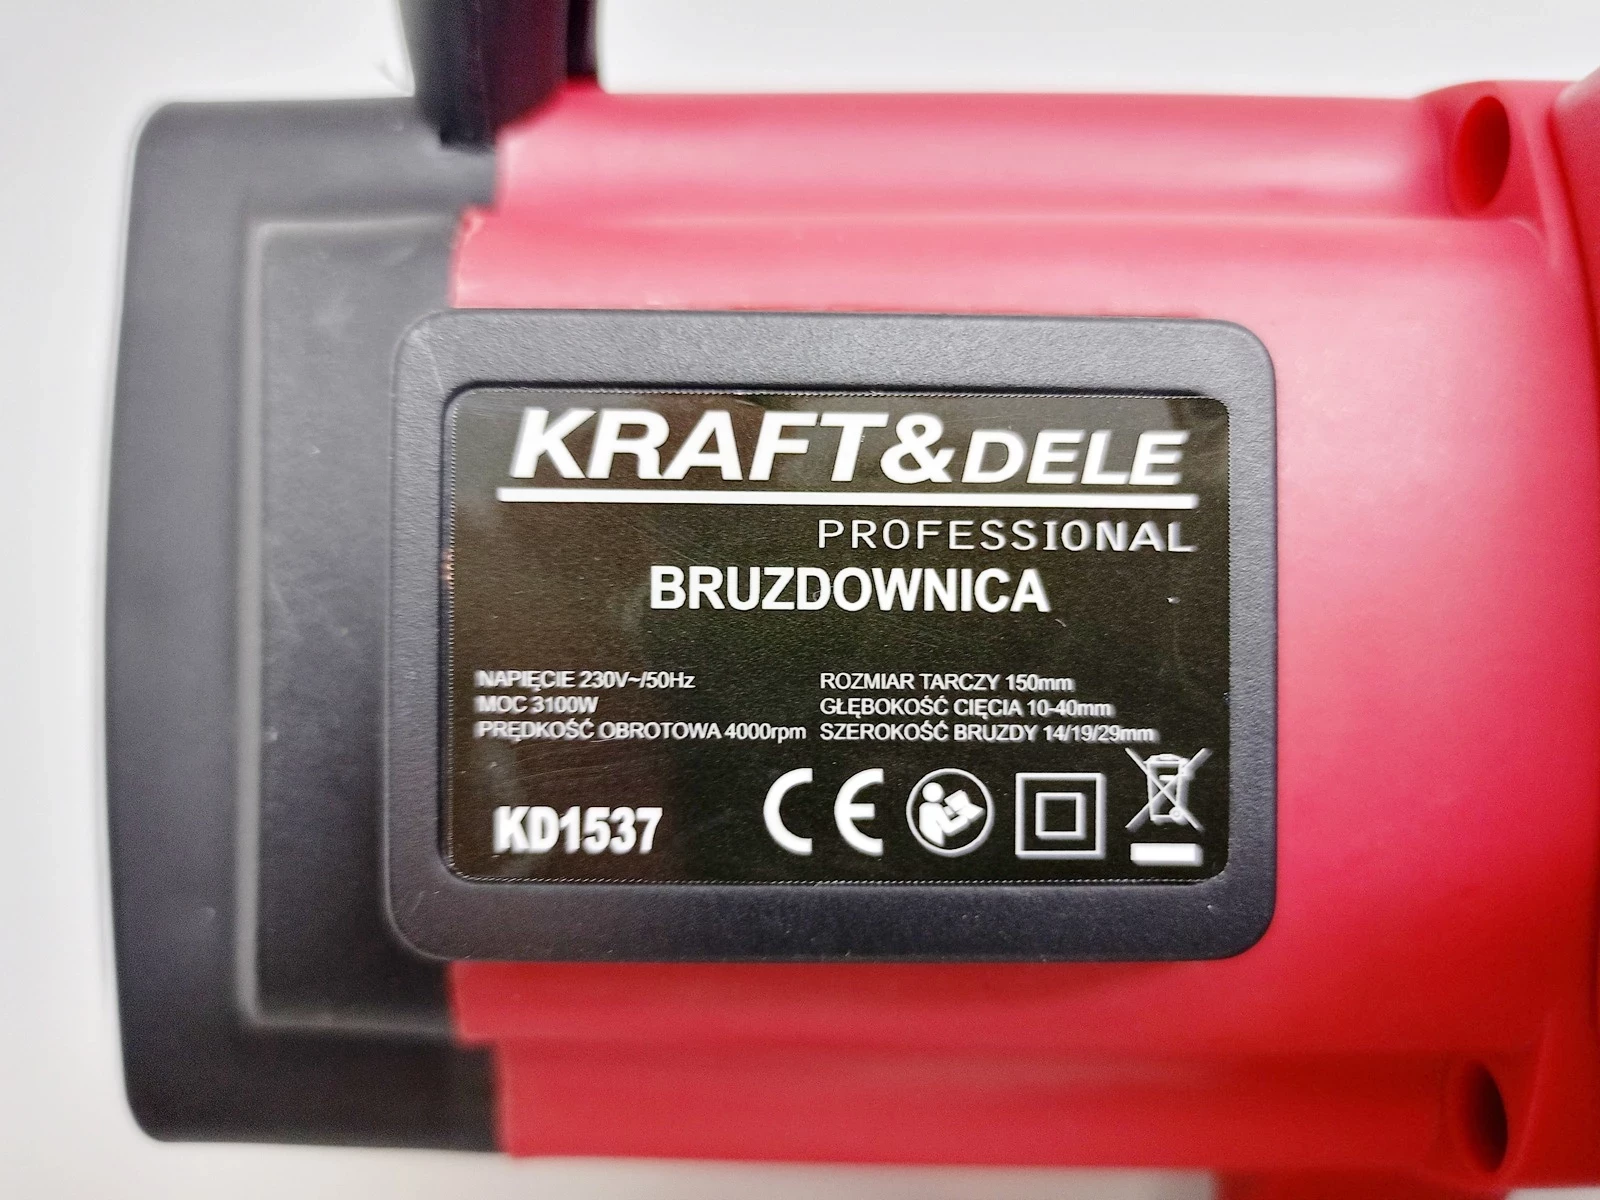 KRAFT&DELE
PROFESSIONAL
BRUZDOWNICA
NAPIĘCIE 230V~/50Hz
MOC 3100W
PRĘDKOŚĆ OBROTOWA 4000rpm
ROZMIAR TARCZY 150mm
GŁĘBOKOŚĆ CIĘCIA 10-40mm
SZEROKOŚĆ BRUZDY 14/19/29mm
KD1537
CE